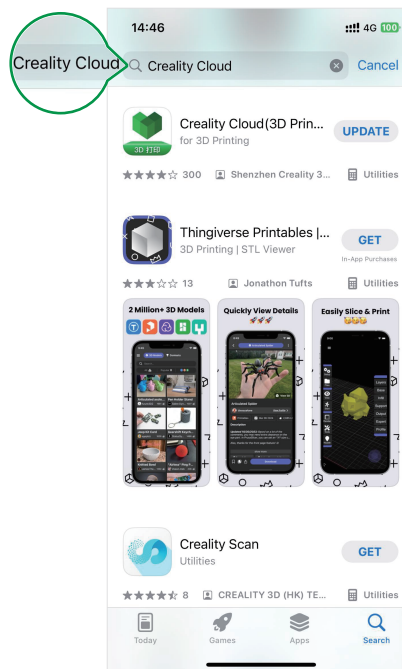 14:46
4G 100
Creality Cloud
Creality Cloud
Cancel
3D 打印
Creality Cloud(3D Prin...
for 3D Printing
UPDATE
300
Shenzhen Creality 3...
Utilities
Thingiverse Printables |...
3D Printing | STL Viewer
GET
In-App Purchases
13
Jonathon Tufts
Utilities
2 Million+ 3D Models
Quickly View Details
Easily Slice & Print
Creality Scan
Utilities
GET
8
CREALITY 3D (HK) TE...
Utilities
Today
Games
Apps
Search